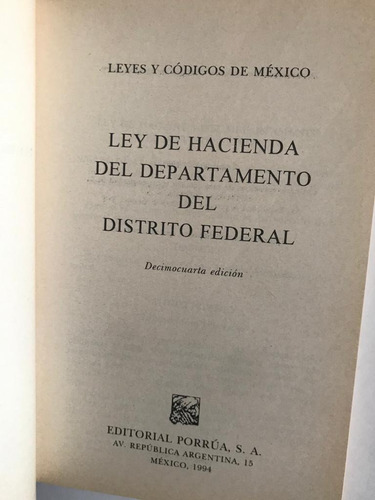 LEYES Y CÓDIGOS DE MÉXICO
LEY DE HACIENDA
DEL DEPARTAMENTO
DEL
DISTRITO FEDERAL
Decimocuarta edición
EDITORIAL PORRÚA, S. A.
AV. REPÚBLICA ARGENTINA, 15
MÉXICO, 1994